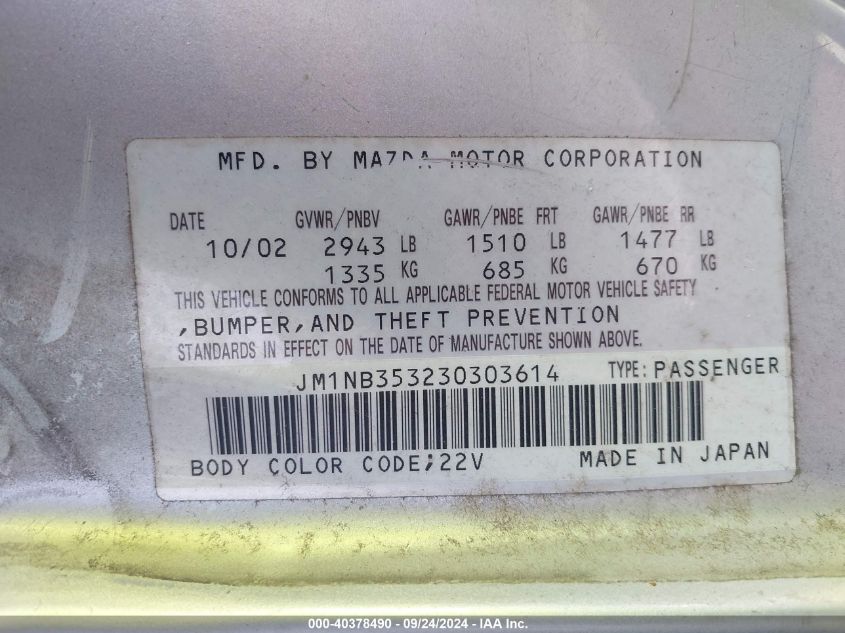 MFD. BY MAZDA MOTOR CORPORATION
DATE GVWR/PNBV GAWR/PNBE FRT GAWR/PNBE RR
10/02 2943 LB 1510 LB 1477 LB
1335 KG 685 KG 670 KG
THIS VEHICLE CONFORMS TO ALL APPLICABLE FEDERAL MOTOR VEHICLE SAFETY
,BUMPER,AND THEFT PREVENTION
STANDARDS IN EFFECT ON THE DATE OF MANUFACTURE SHOWN ABOVE.
JM1NB353230303614 TYPE:PASSENGER
BODY COLOR CODE;22V MADE IN JAPAN
000-40378490 - 09/24/2024 - IAA Inc.